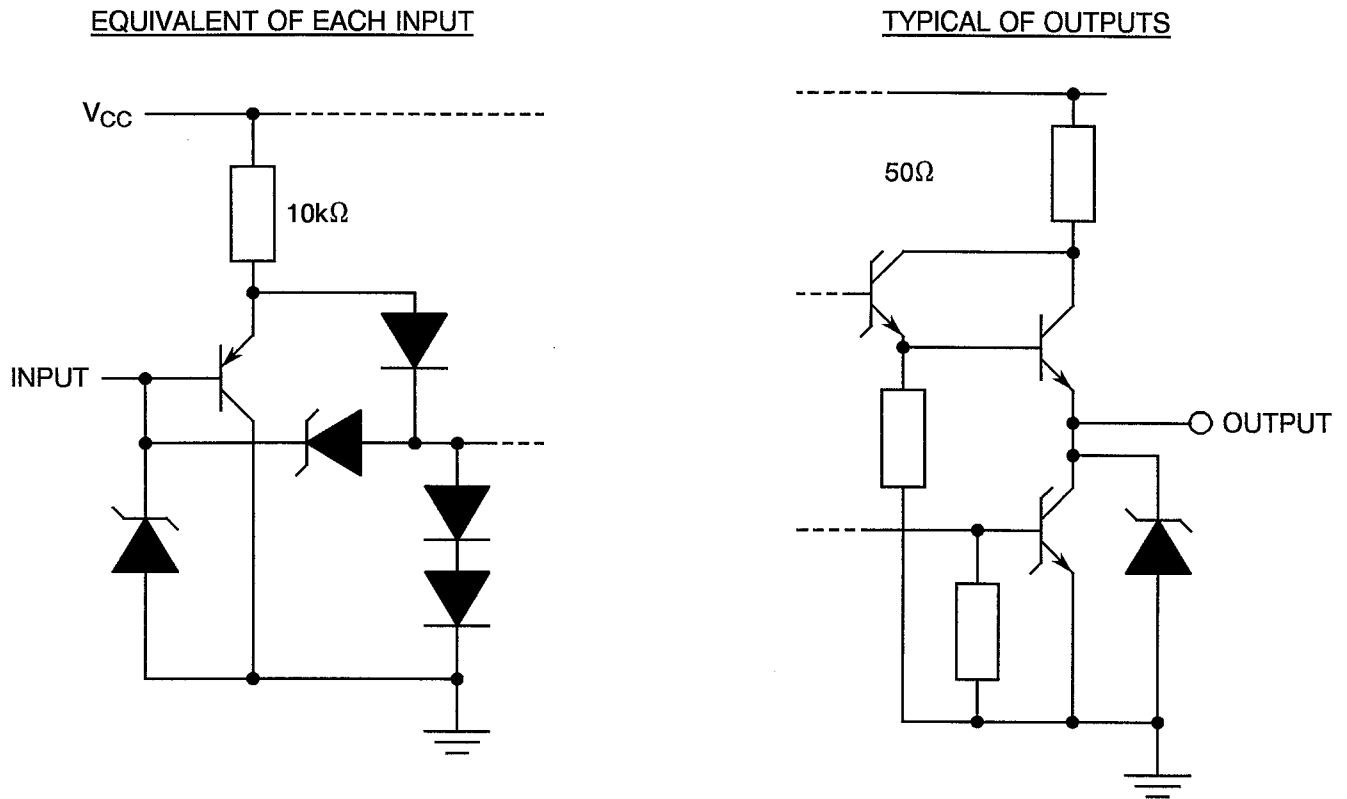 EQUIVALENT OF EACH INPUT
VCC
10kΩ
INPUT
TYPICAL OF OUTPUTS
50Ω
OUTPUT